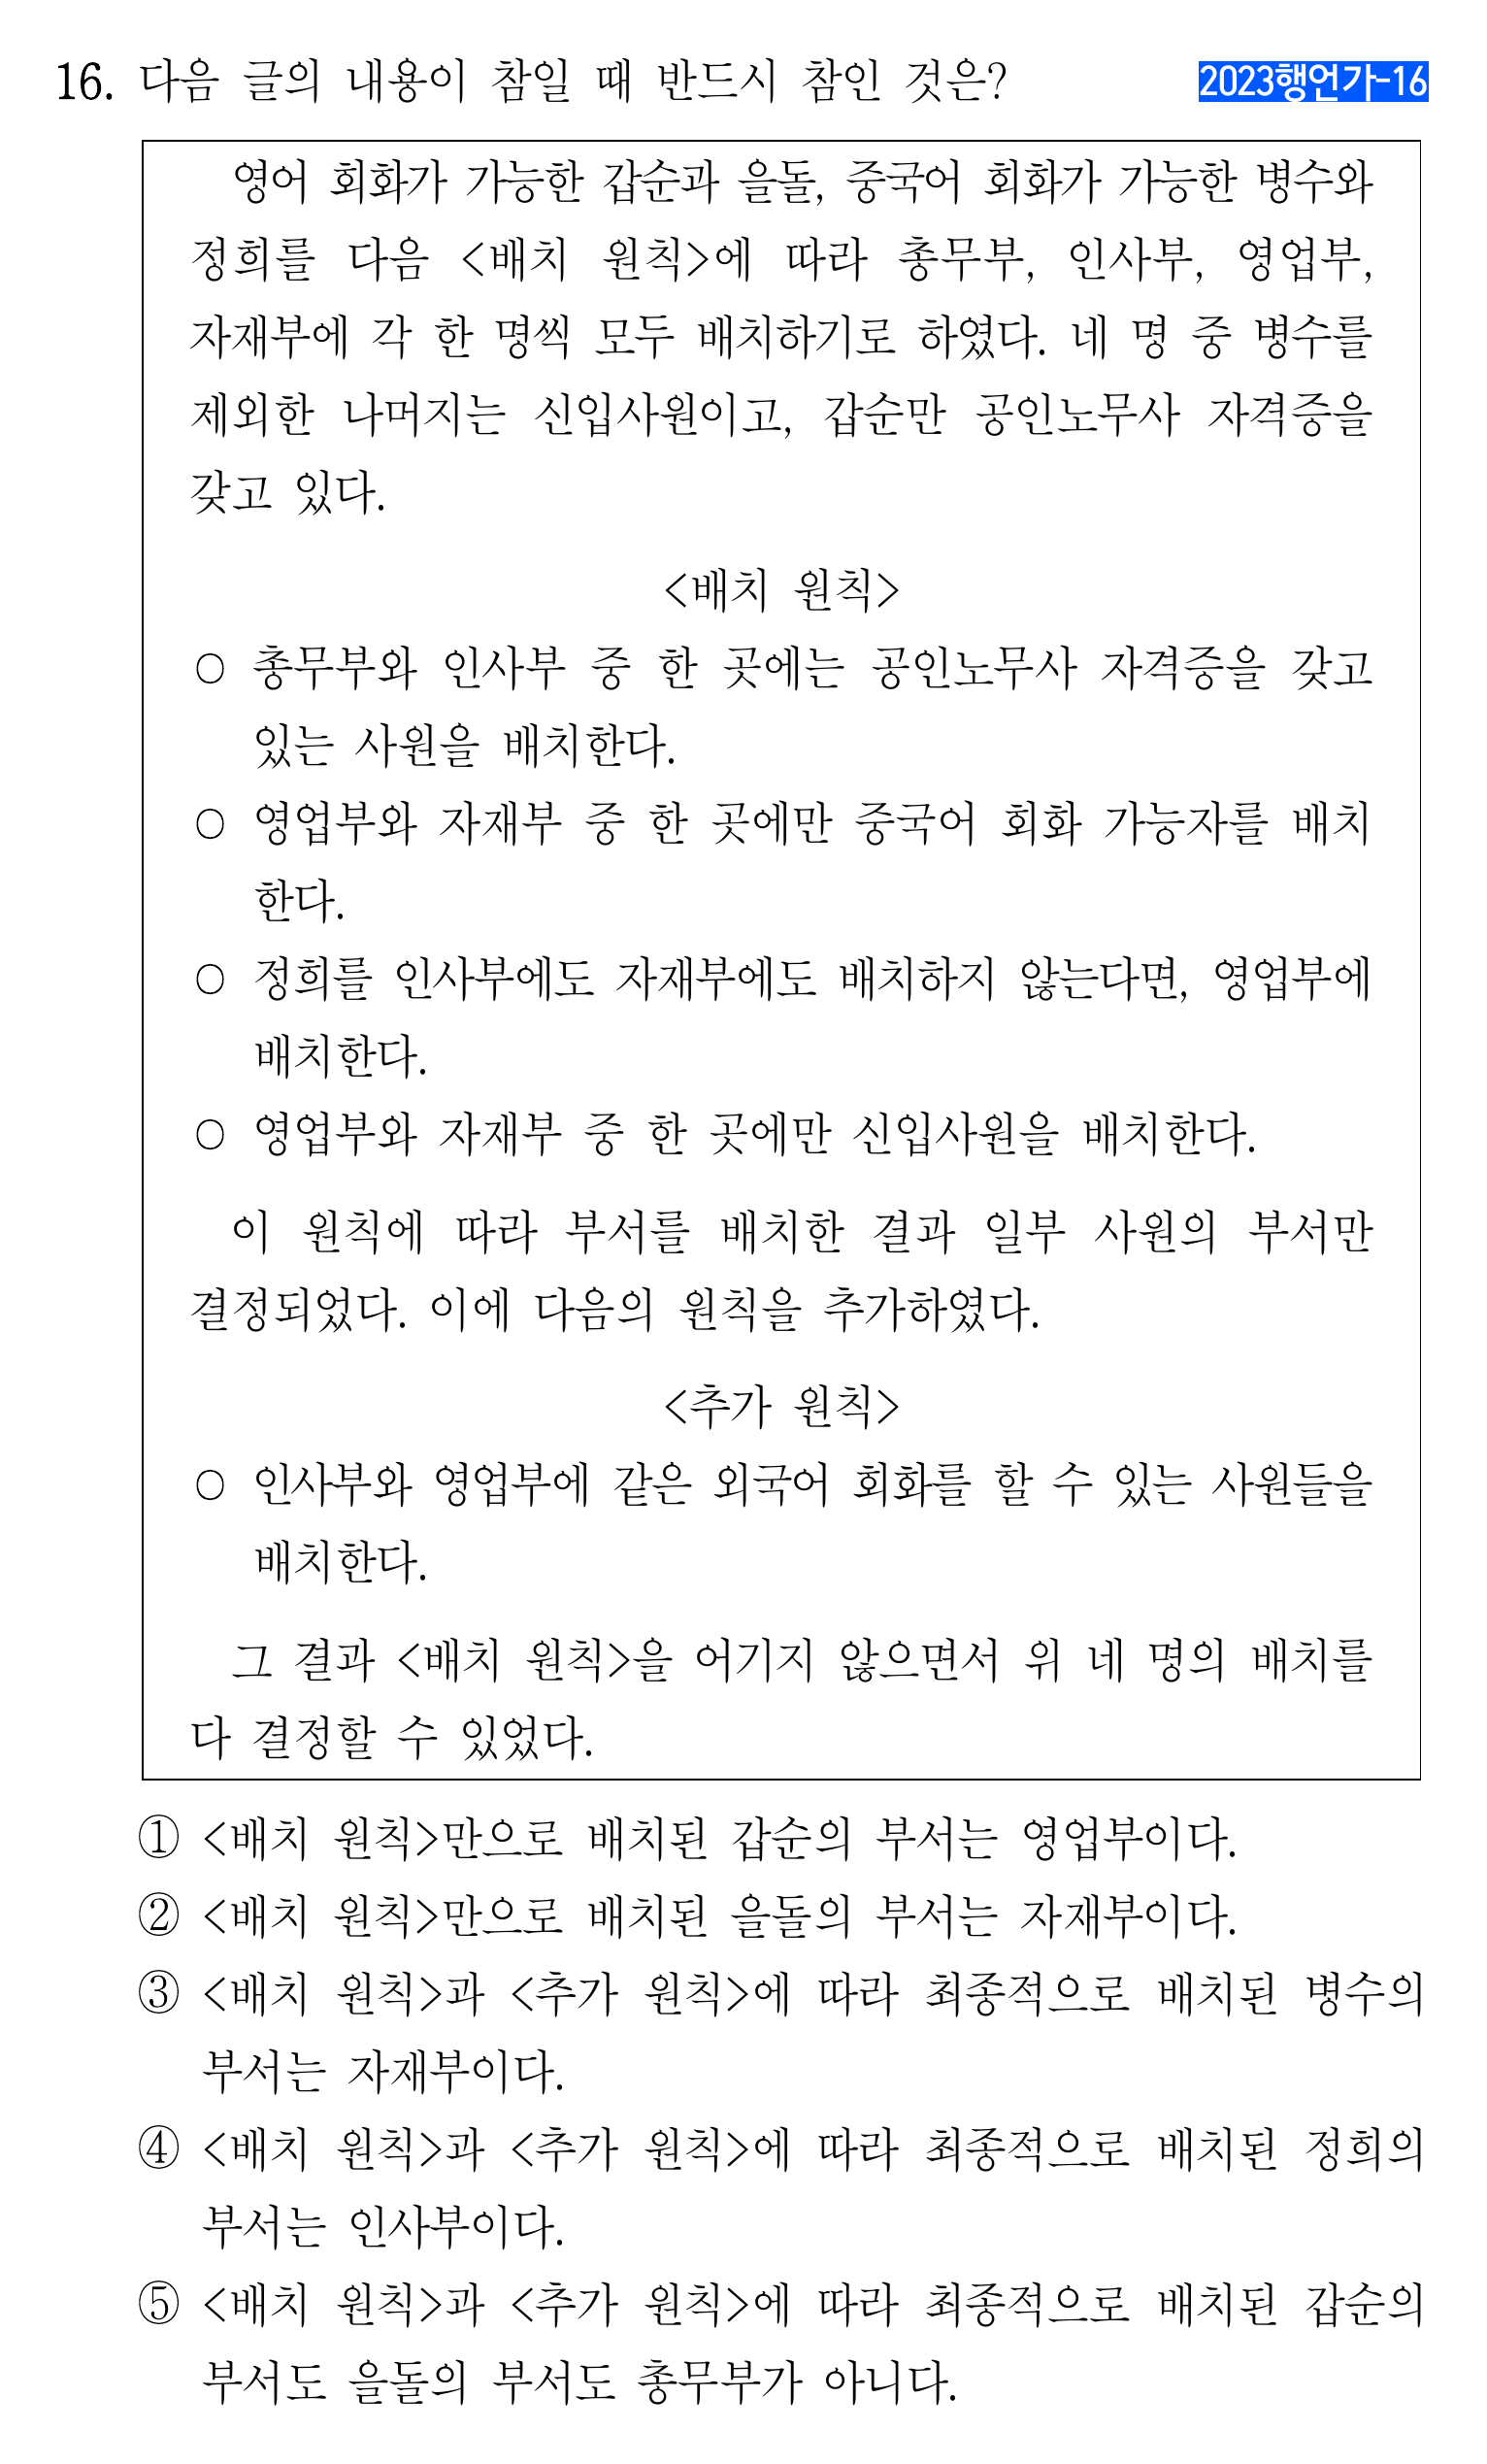 16. 다음 글의 내용이 참일 때 반드시 참인 것은?
2023행언가-16
영어 회화가 가능한 갑순과 을돌, 중국어 회화가 가능한 병수와
정희를 다음 <배치 원칙>에 따라 총무부, 인사부, 영업부,
자재부에 각 한 명씩 모두 배치하기로 하였다. 네 명 중 병수를
제외한 나머지는 신입사원이고, 갑순만 공인노무사 자격증을
갖고 있다.
<배치 원칙>
○ 총무부와 인사부 중 한 곳에는 공인노무사 자격증을 갖고
있는 사원을 배치한다.
○ 영업부와 자재부 중 한 곳에만 중국어 회화 가능자를 배치
한다.
○ 정희를 인사부에도 자재부에도 배치하지 않는다면, 영업부에
배치한다.
○ 영업부와 자재부 중 한 곳에만 신입사원을 배치한다.
이 원칙에 따라 부서를 배치한 결과 일부 사원의 부서만
결정되었다. 이에 다음의 원칙을 추가하였다.
<추가 원칙>
○ 인사부와 영업부에 같은 외국어 회화를 할 수 있는 사원들을
배치한다.
그 결과 <배치 원칙>을 어기지 않으면서 위 네 명의 배치를
다 결정할 수 있었다.
① <배치 원칙>만으로 배치된 갑순의 부서는 영업부이다.
② <배치 원칙>만으로 배치된 을돌의 부서는 자재부이다.
③ <배치 원칙>과 <추가 원칙>에 따라 최종적으로 배치된 병수의
부서는 자재부이다.
④ <배치 원칙>과 <추가 원칙>에 따라 최종적으로 배치된 정희의
부서는 인사부이다.
⑤ <배치 원칙>과 <추가 원칙>에 따라 최종적으로 배치된 갑순의
부서도 을돌의 부서도 총무부가 아니다.